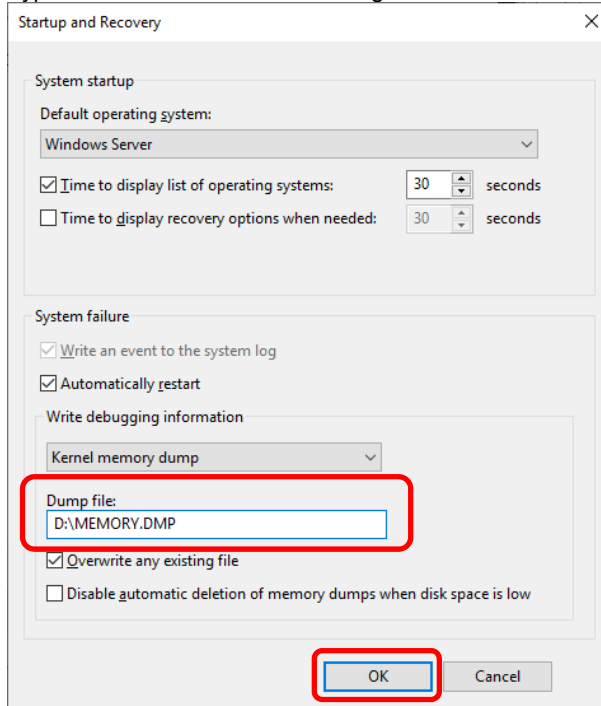 Startup and Recovery
System startup
Default operating system:
Windows Server
Time to display list of operating systems: 30 seconds
Time to display recovery options when needed: 30 seconds
System failure
Write an event to the system log
Automatically restart
Write debugging information
Kernel memory dump
Dump file:
D:\MEMORY.DMP
Overwrite any existing file
Disable automatic deletion of memory dumps when disk space is low
OK Cancel